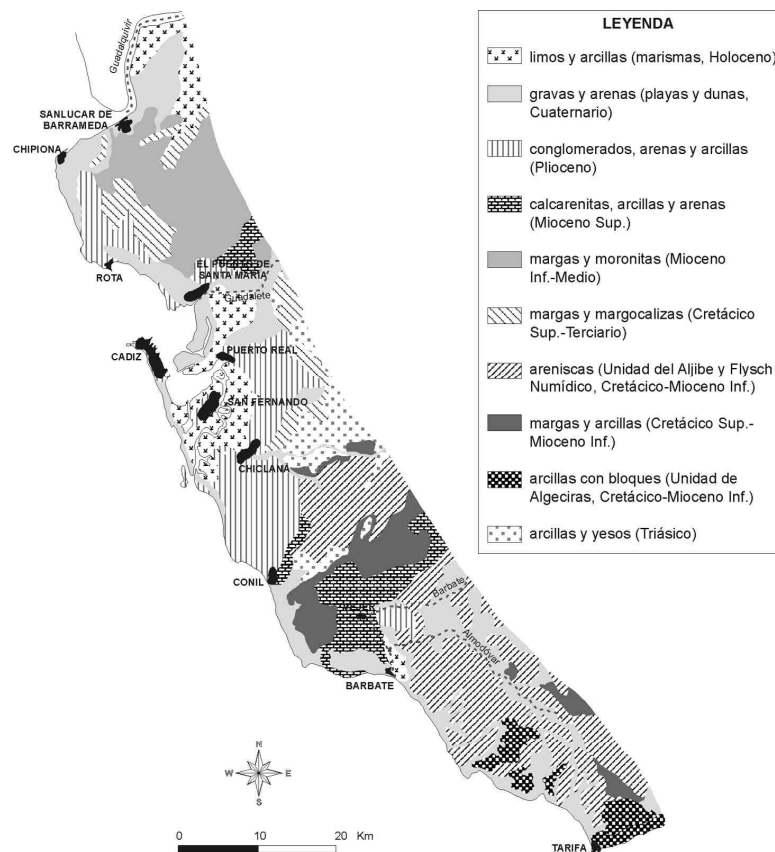 LEYENDA
limos y arcillas (marismas, Holoceno)
gravas y arenas (playas y dunas,
Cuaternario)
conglomerados, arenas y arcillas
(Plioceno)
calcarenitas, arcillas y arenas
(Mioceno Sup.)
margas y moronitas (Mioceno
Inf.-Medio)
margas y margocalizas (Cretácico
Sup.-Terciario)
areniscas (Unidad del Aljibe y Flysch
Numídico, Cretácico-Mioceno Inf.)
margas y arcillas (Cretácico Sup.-
Mioceno Inf.)
arcillas con bloques (Unidad de
Algeciras, Cretácico-Mioceno Inf.)
arcillas y yesos (Triásico)
Guadalquivir
SANLUCAR DE
BARRAMEDA
CHIPIONA
ROTA
EL PUERTO DE
SANTA MARIA
Guadalete
CADIZ
PUERTO REAL
SAN FERNANDO
CHICLANA
CONIL
Barbate
Almodóvar
BARBATE
TARIFA
N
W
E
S
0
10
20
Km